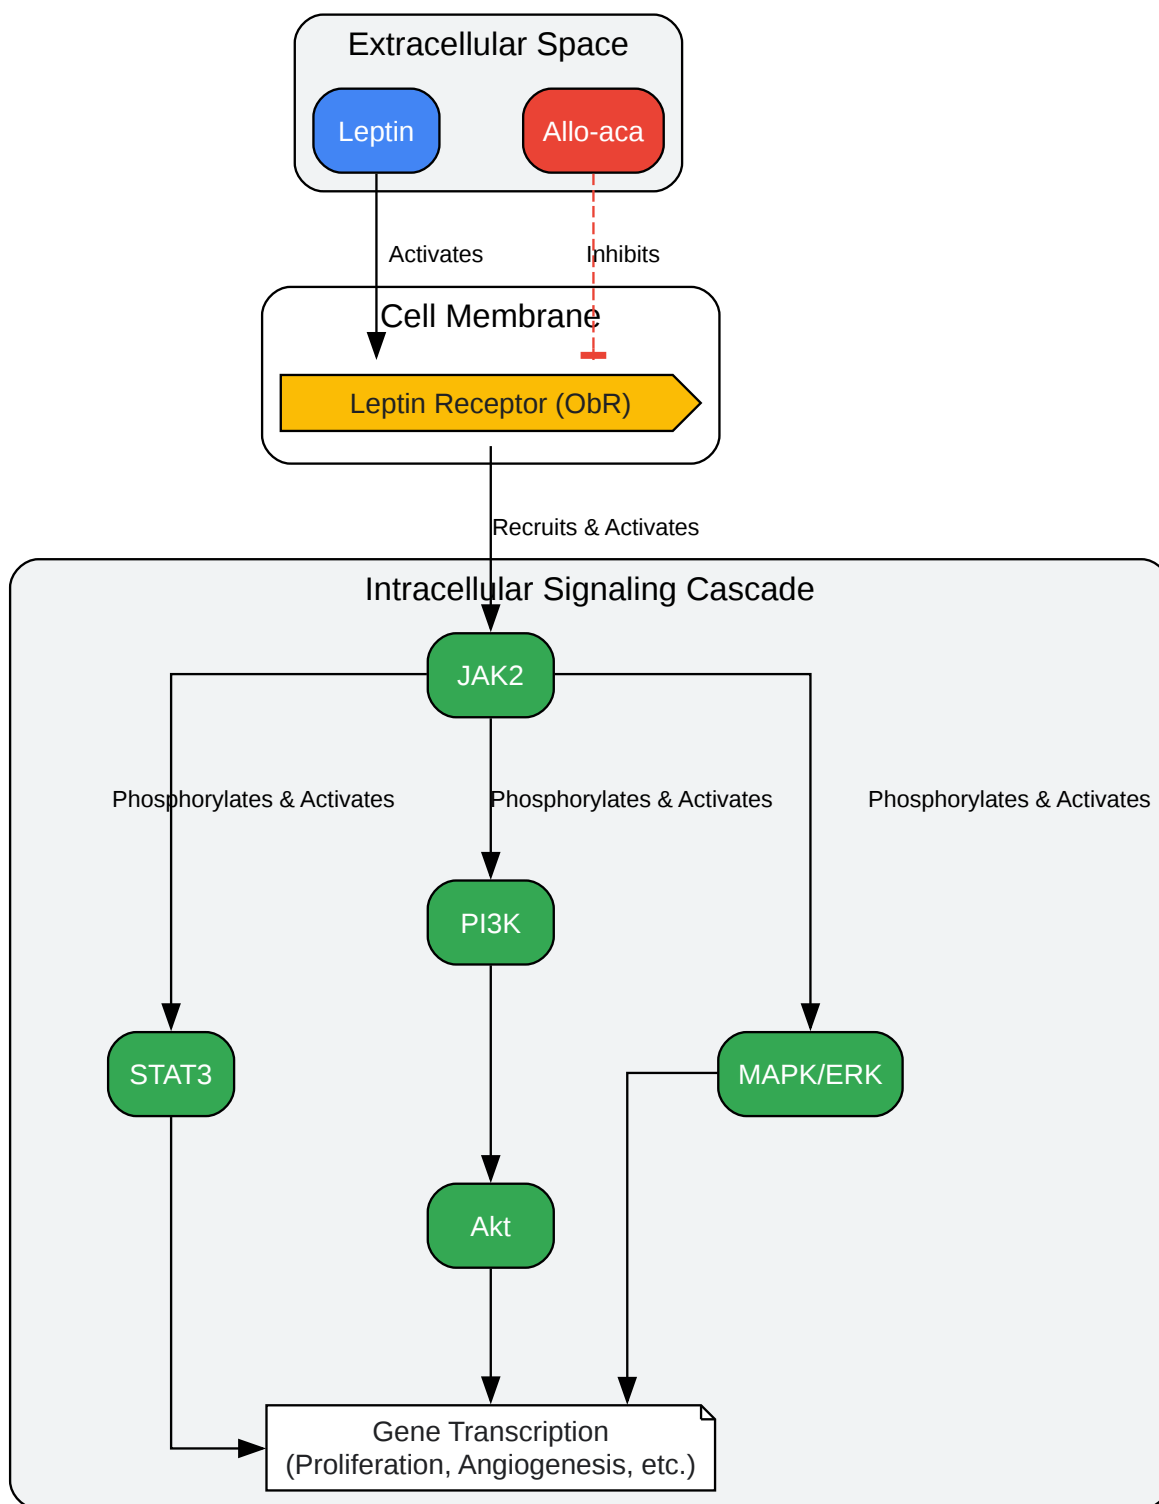 Extracellular Space
Leptin
Allo-aca
Activates
Inhibits
Cell Membrane
Leptin Receptor (ObR)
Recruits & Activates
Intracellular Signaling Cascade
JAK2
Phosphorylates & Activates
Phosphorylates & Activates
Phosphorylates & Activates
PI3K
STAT3
MAPK/ERK
Akt
Gene Transcription
(Proliferation, Angiogenesis, etc.)